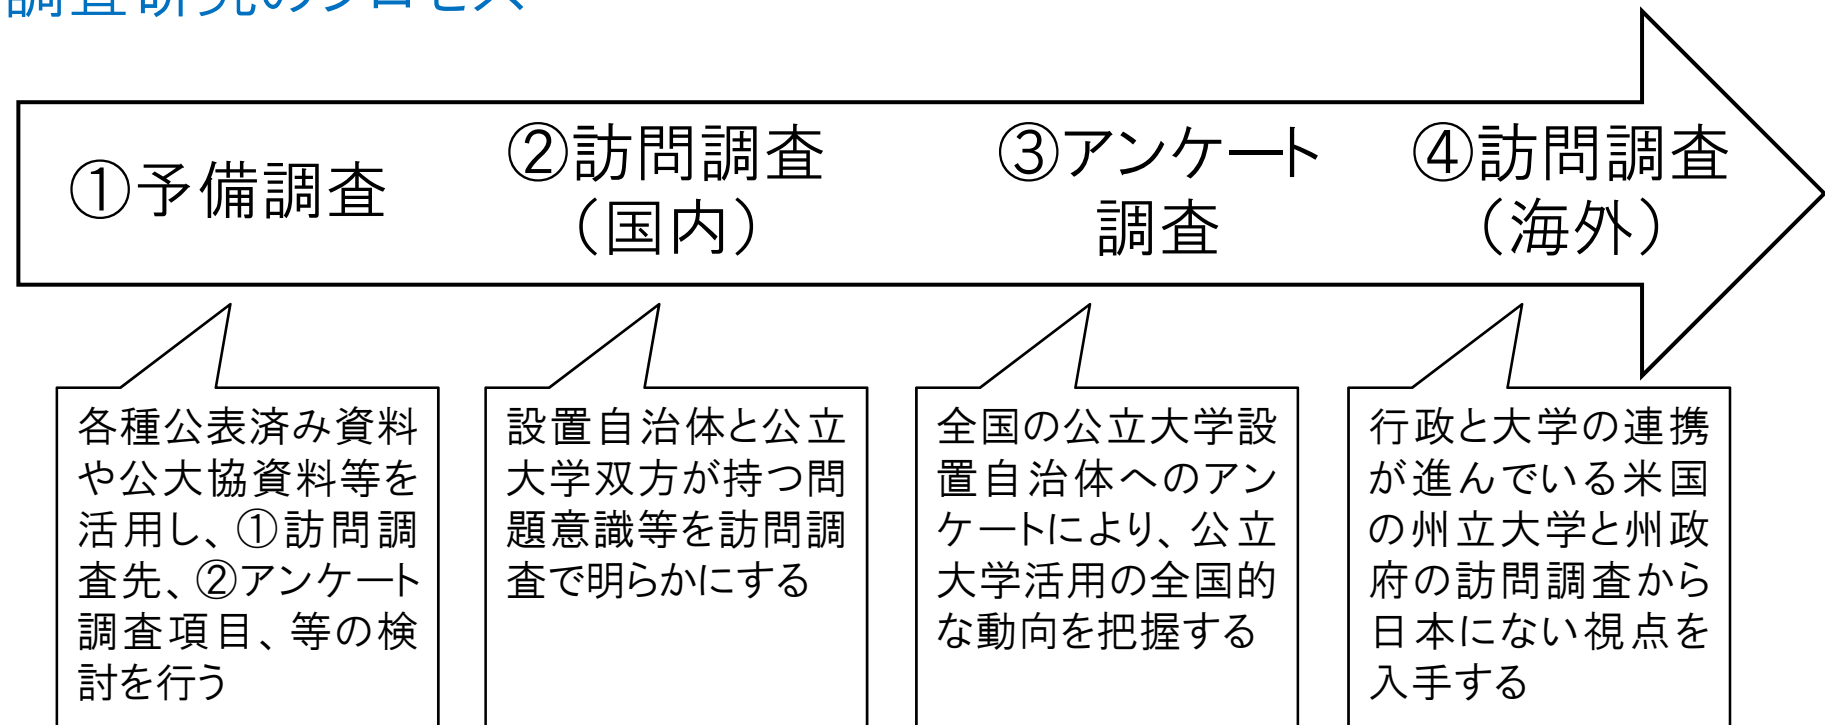 調査研究のプロセス
①予備調査
②訪問調査
（国内）
③アンケート
調査
④訪問調査
（海外）
各種公表済み資料
や公大協資料等を
活用し、①訪問調
査先、②アンケート
調査項目、等の検
討を行う
設置自治体と公立
大学双方が持つ問
題意識等を訪問調
査で明らかにする
全国の公立大学設
置自治体へのアン
ケートにより、公立
大学活用の全国的
な動向を把握する
行政と大学の連携
が進んでいる米国
の州立大学と州政
府の訪問調査から
日本にない視点を
入手する